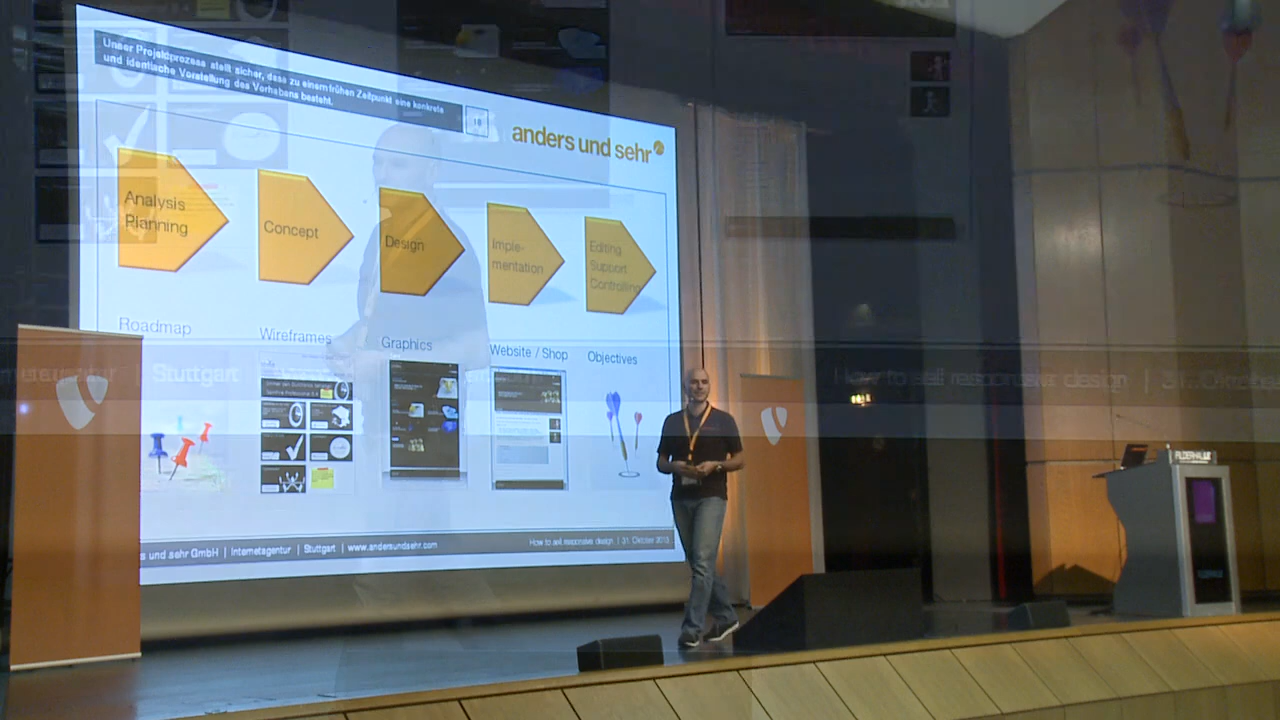 Unser Projektprozess stellt sicher, dass zu einem frühen Zeitpunkt eine konkrete
und identische Vorstellung des Vorhabens besteht.
18
anders und sehr
Analysis
Planning
Concept
Design
Imple-
mentation
Editing
Support
Controlling
Roadmap
Wireframes
Graphics
Website / Shop
Objectives
s und sehr GmbH | Internetagentur | Stuttgart | www.andersundsehr.com
How to sell responsive design | 31. Oktober 2013
Stuttgart
How to sell responsive design | 31. Oktober
FILDERHALLE